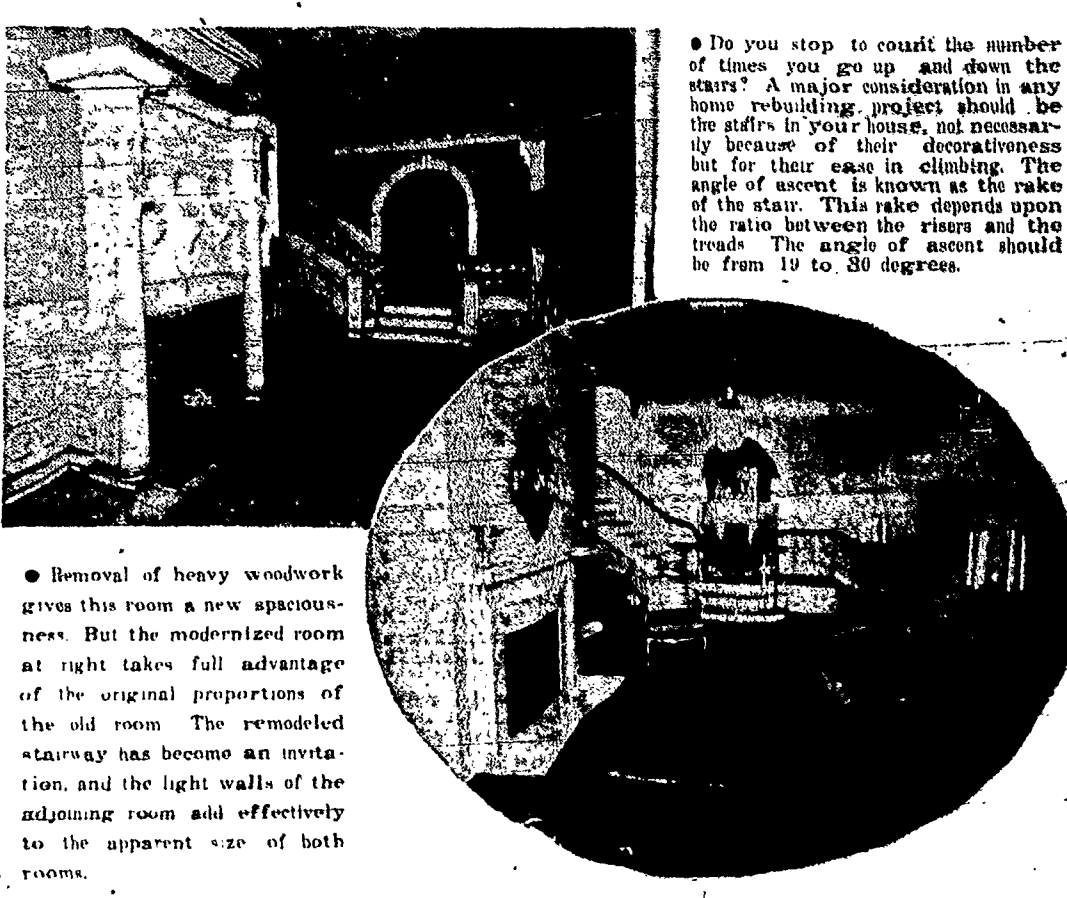 ● Do you stop to count the number
of times you go up and down the
stairs? A major consideration in any
home rebuilding project should be
the stairs in your house, not necessar-
ily because of their decorativeness
but for their ease in climbing. The
angle of ascent is known as the rake
of the stair. This rake depends upon
the ratio between the risers and the
treads The angle of ascent should
be from 19 to 30 degrees.
● Removal of heavy woodwork
gives this room a new spacious-
ness. But the modernized room
at right takes full advantage
of the original proportions of
the old room The remodeled
stairway has become an invita-
tion, and the light walls of the
adjoining room add effectively
to the apparent size of both
rooms.